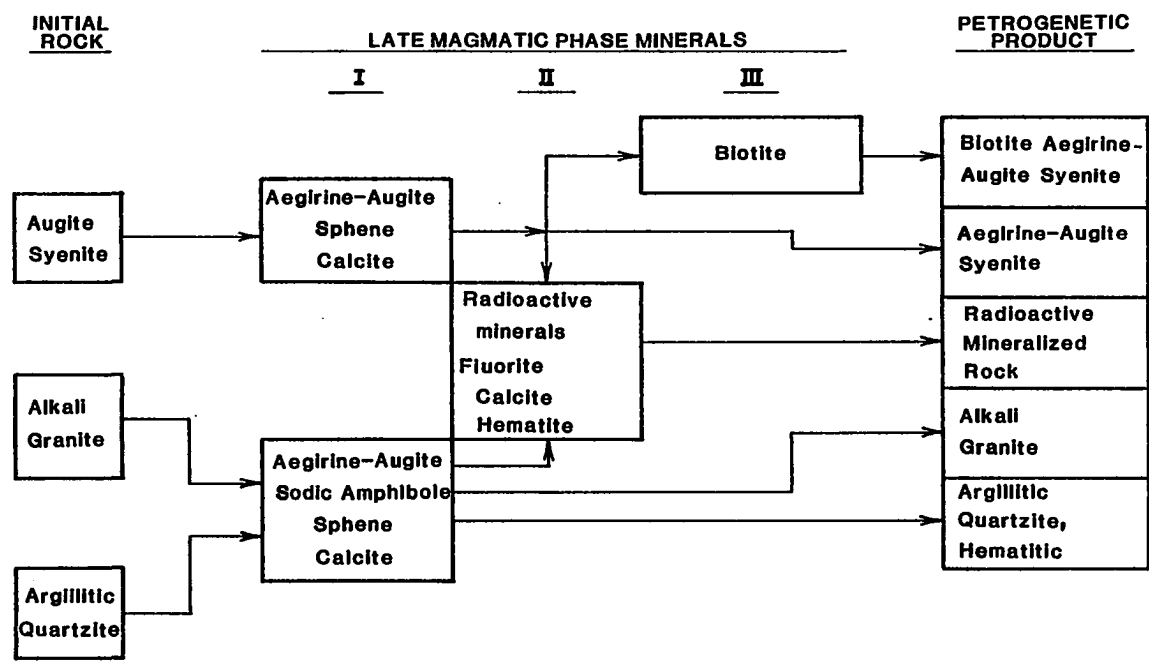 INITIAL
ROCK
LATE MAGMATIC PHASE MINERALS
PETROGENETIC
PRODUCT
I
II
III
Biotite
Biotite Aegirine-
Augite Syenite
Augite
Syenite
Aegirine-Augite
Sphene
Calcite
Aegirine-Augite
Syenite
Radioactive
minerals
Fluorite
Calcite
Hematite
Radioactive
Mineralized
Rock
Alkali
Granite
Aegirine-Augite
Sodic Amphibole
Sphene
Calcite
Alkali
Granite
Argillitic
Quartzite
Argillitic
Quartzite,
Hematitic